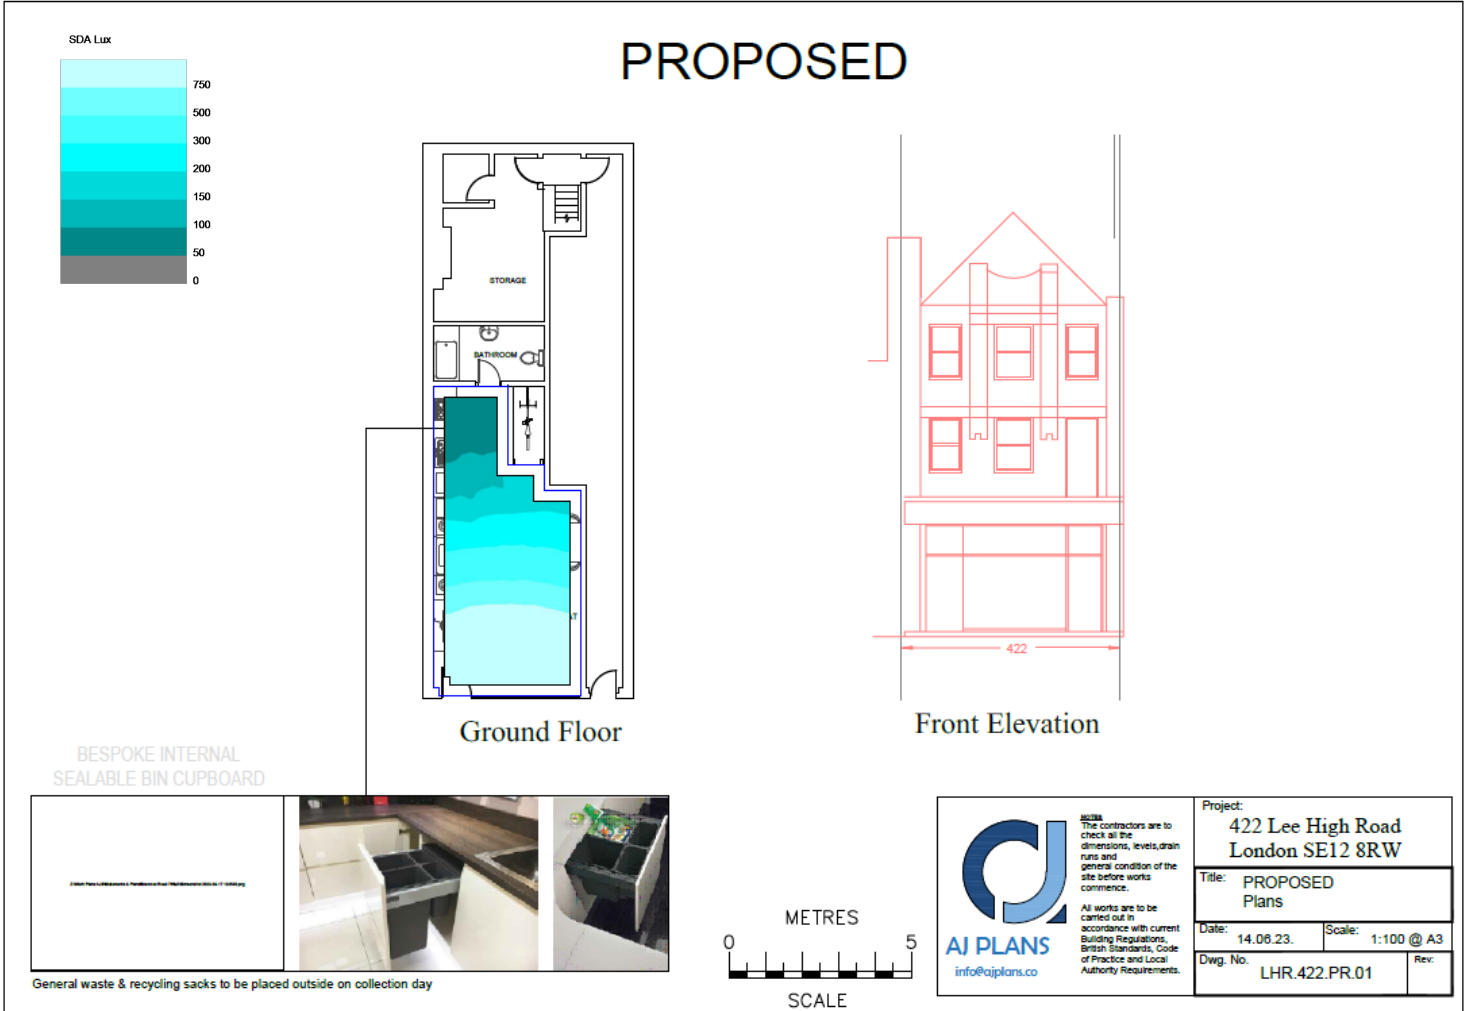 SDA Lux
750
500
300
200
150
100
50
0
PROPOSED
STORAGE
BATHROOM
Ground Floor
422
Front Elevation
BESPOKE INTERNAL
SEALABLE BIN CUPBOARD
General waste & recycling sacks to be placed outside on collection day
METRES
0
5
SCALE
AJ PLANS
info@ajplans.co
NOTES
The contractors are to
check all the
dimensions, levels,drain
runs and
general condition of the
site before works
commence.
All works are to be
carried out in
accordance with current
Building Regulations,
British Standards, Code
of Practice and Local
Authority Requirements.
Project:
422 Lee High Road
London SE12 8RW
Title: PROPOSED
Plans
Date: 14.06.23.
Scale: 1:100 @ A3
Dwg. No. LHR.422.PR.01
Rev: